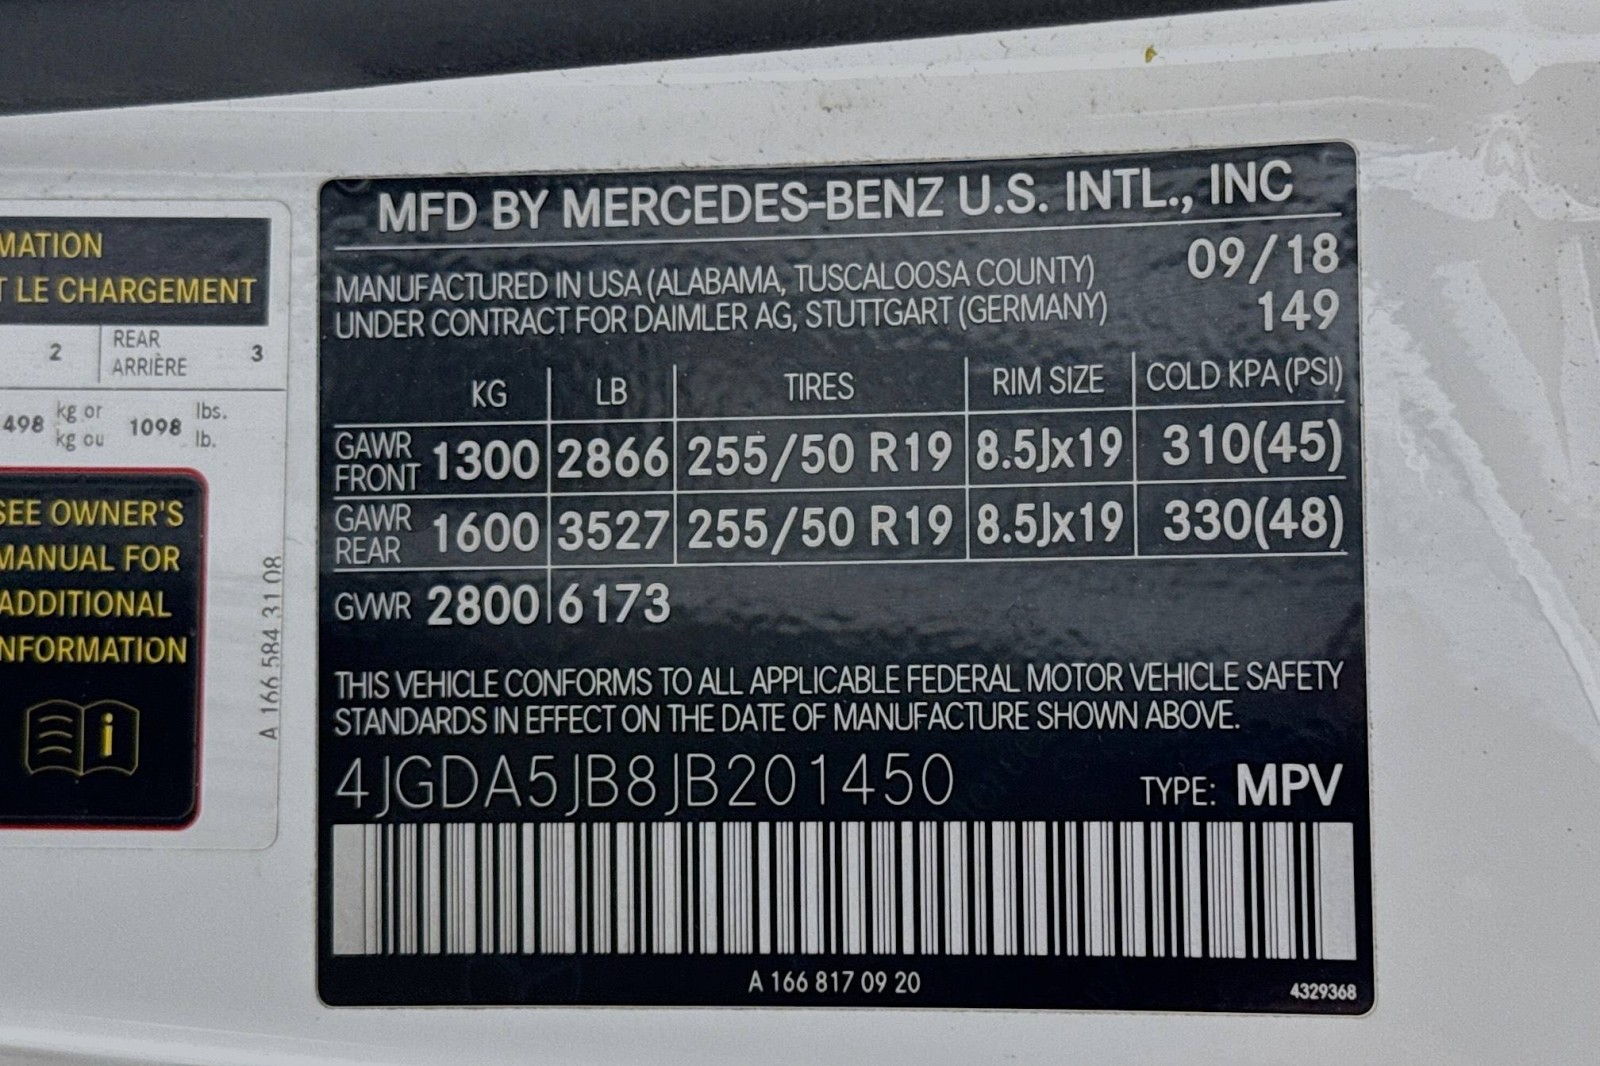 MATION
T LE CHARGEMENT
2
REAR
ARRIÈRE
3
498 kg or
kg ou
1098 lbs.
lb.
SEE OWNER'S
MANUAL FOR
ADDITIONAL
INFORMATION
A 166 584 31 08
MFD BY MERCEDES-BENZ U.S. INTL., INC
MANUFACTURED IN USA (ALABAMA, TUSCALOOSA COUNTY) 09/18
UNDER CONTRACT FOR DAIMLER AG, STUTTGART (GERMANY) 149
KG LB TIRES RIM SIZE COLD KPA (PSI)
GAWR FRONT 1300 2866 255/50 R19 8.5Jx19 310(45)
GAWR REAR 1600 3527 255/50 R19 8.5Jx19 330(48)
GVWR 2800 6173
THIS VEHICLE CONFORMS TO ALL APPLICABLE FEDERAL MOTOR VEHICLE SAFETY
STANDARDS IN EFFECT ON THE DATE OF MANUFACTURE SHOWN ABOVE.
4JGDA5JB8JB201450 TYPE: MPV
A 166 817 09 20
4329368